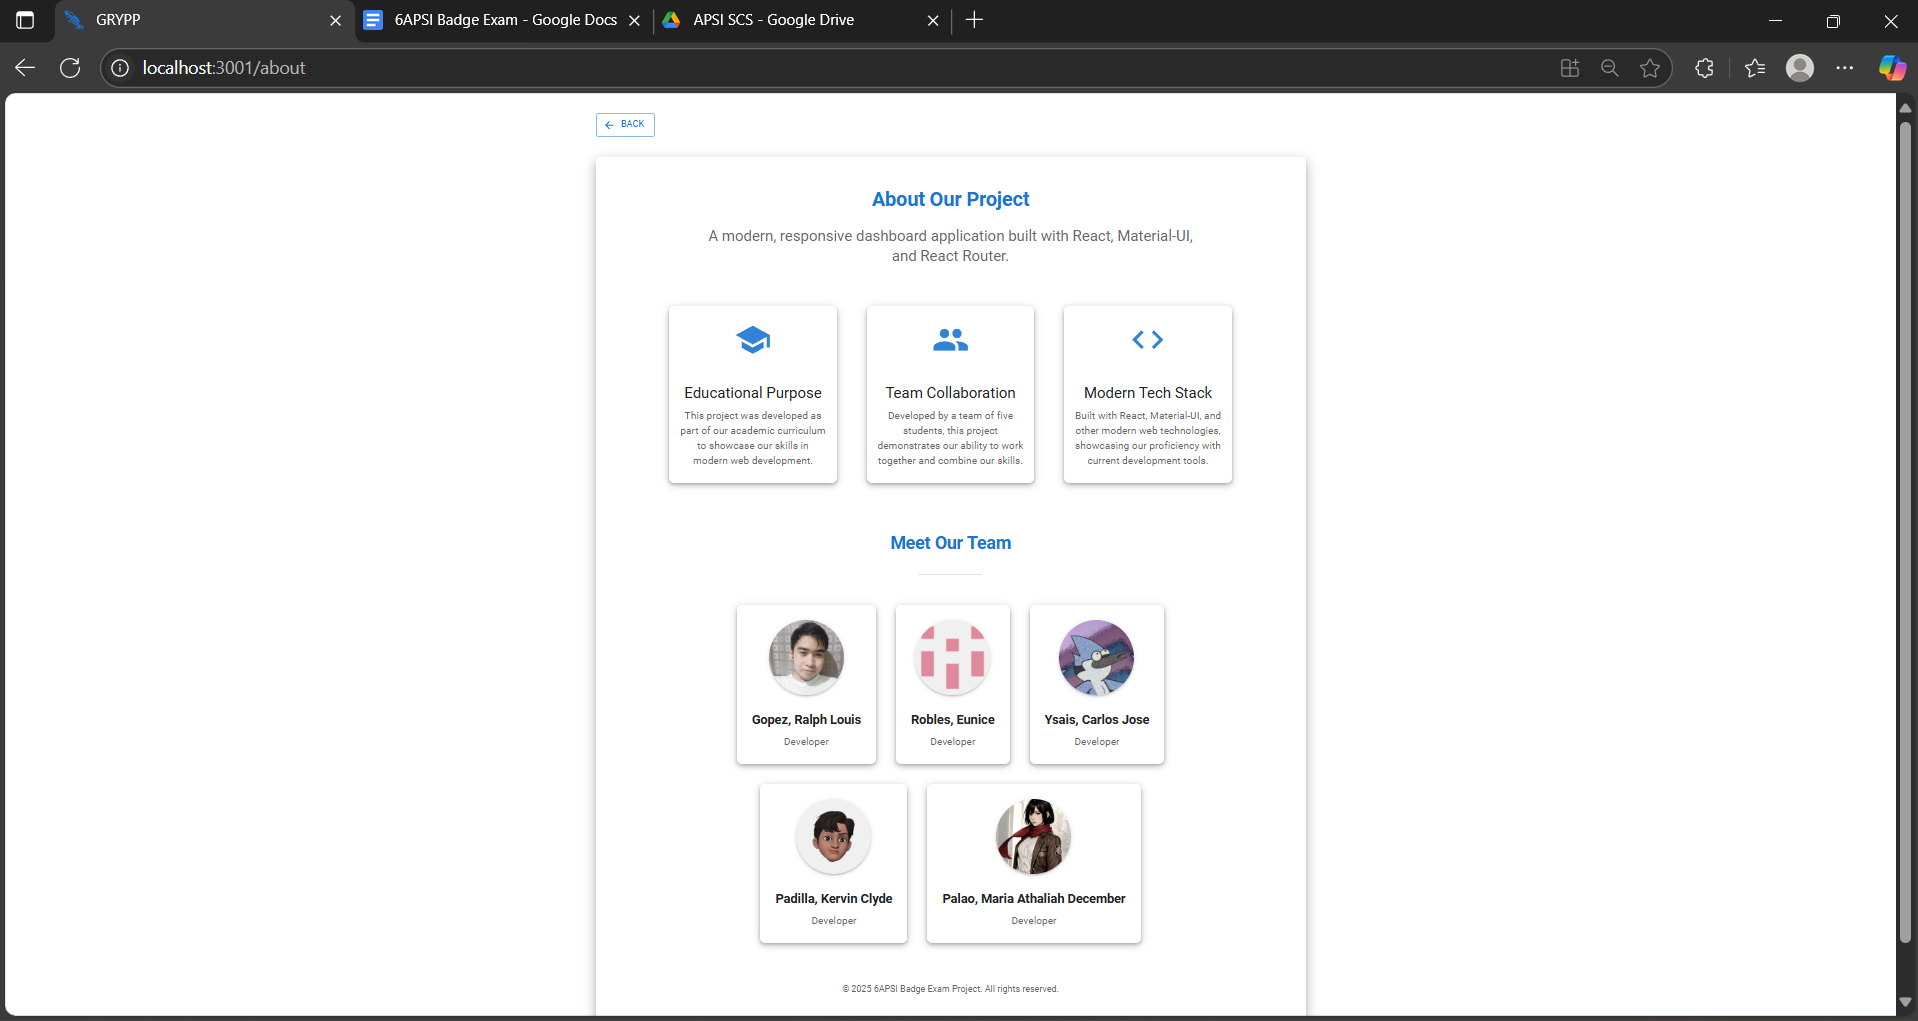 GRYPP
6APSI Badge Exam - Google Docs
APSI SCS - Google Drive
localhost:3001/about
BACK
About Our Project
A modern, responsive dashboard application built with React, Material-UI,
and React Router.
Educational Purpose
This project was developed as
part of our academic curriculum
to showcase our skills in
modern web development.
Team Collaboration
Developed by a team of five
students, this project
demonstrates our ability to work
together and combine our skills.
Modern Tech Stack
Built with React, Material-UI, and
other modern web technologies,
showcasing our proficiency with
current development tools.
Meet Our Team
Gopez, Ralph Louis
Developer
Robles, Eunice
Developer
Ysais, Carlos Jose
Developer
Padilla, Kervin Clyde
Developer
Palao, Maria Athaliah December
Developer
© 2025 6APSI Badge Exam Project. All rights reserved.